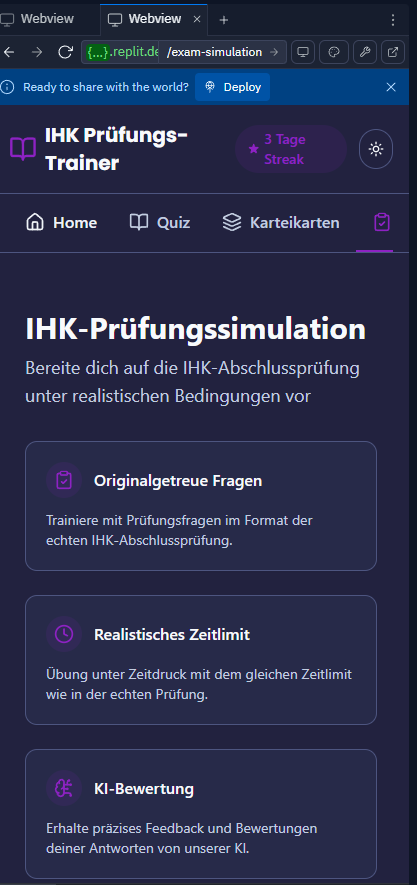 Webview
Webview
{...}.replit.de /exam-simulation
Ready to share with the world? Deploy
IHK Prüfungs-
Trainer
3 Tage
Streak
Home Quiz Karteikarten
IHK-Prüfungssimulation
Bereite dich auf die IHK-Abschlussprüfung
unter realistischen Bedingungen vor
Originalgetreue Fragen
Trainiere mit Prüfungsfragen im Format der
echten IHK-Abschlussprüfung.
Realistisches Zeitlimit
Übung unter Zeitdruck mit dem gleichen Zeitlimit
wie in der echten Prüfung.
KI-Bewertung
Erhalte präzises Feedback und Bewertungen
deiner Antworten von unserer KI.